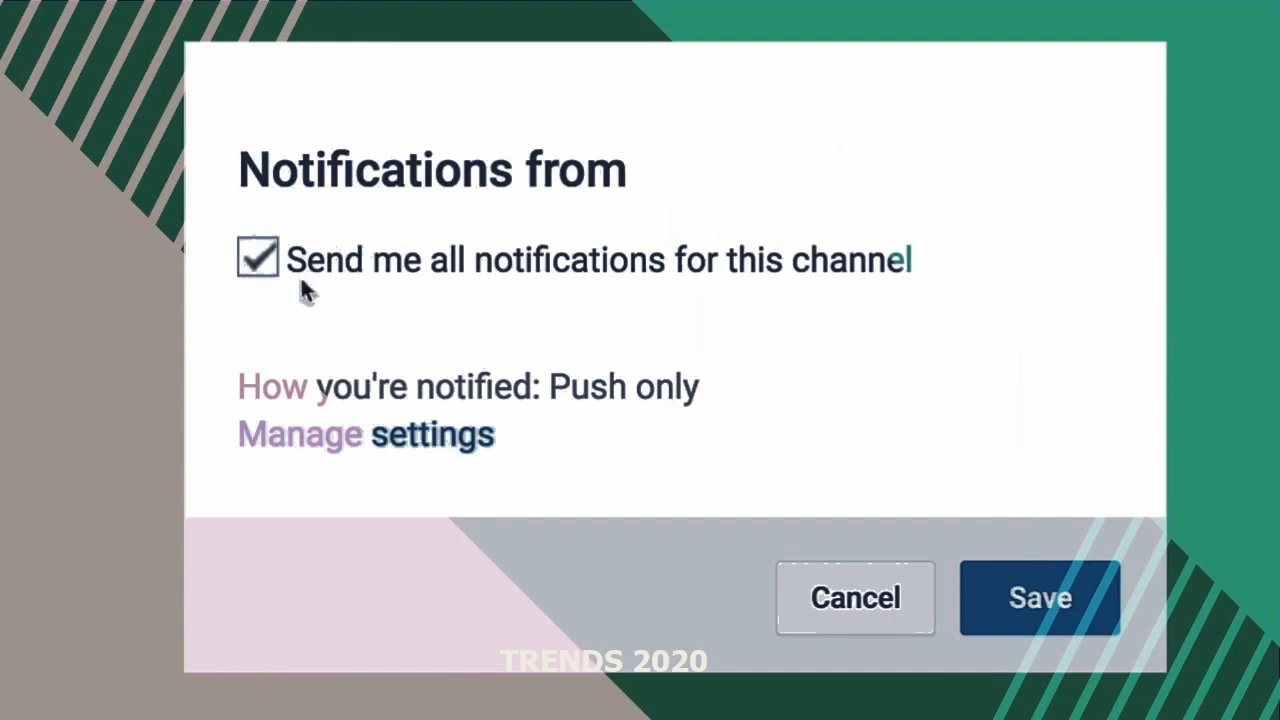 Notifications from
Send me all notifications for this channel
How you're notified: Push only
Manage settings
Cancel
Save
TRENDS 2020